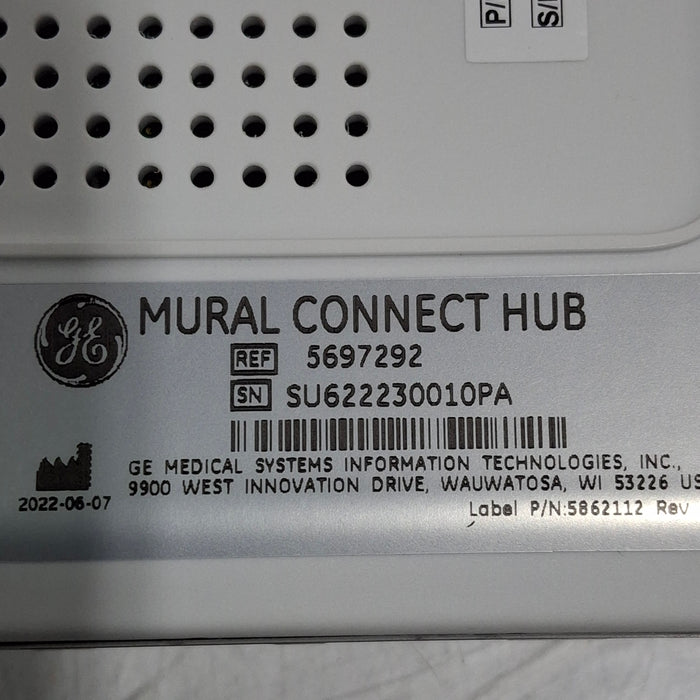 P/
S/
GE
MURAL CONNECT HUB
REF 5697292
SN SU622230010PA
GE MEDICAL SYSTEMS INFORMATION TECHNOLOGIES, INC.,
9900 WEST INNOVATION DRIVE, WAUWATOSA, WI 53226 US
2022-06-07
Label P/N:5862112 Rev